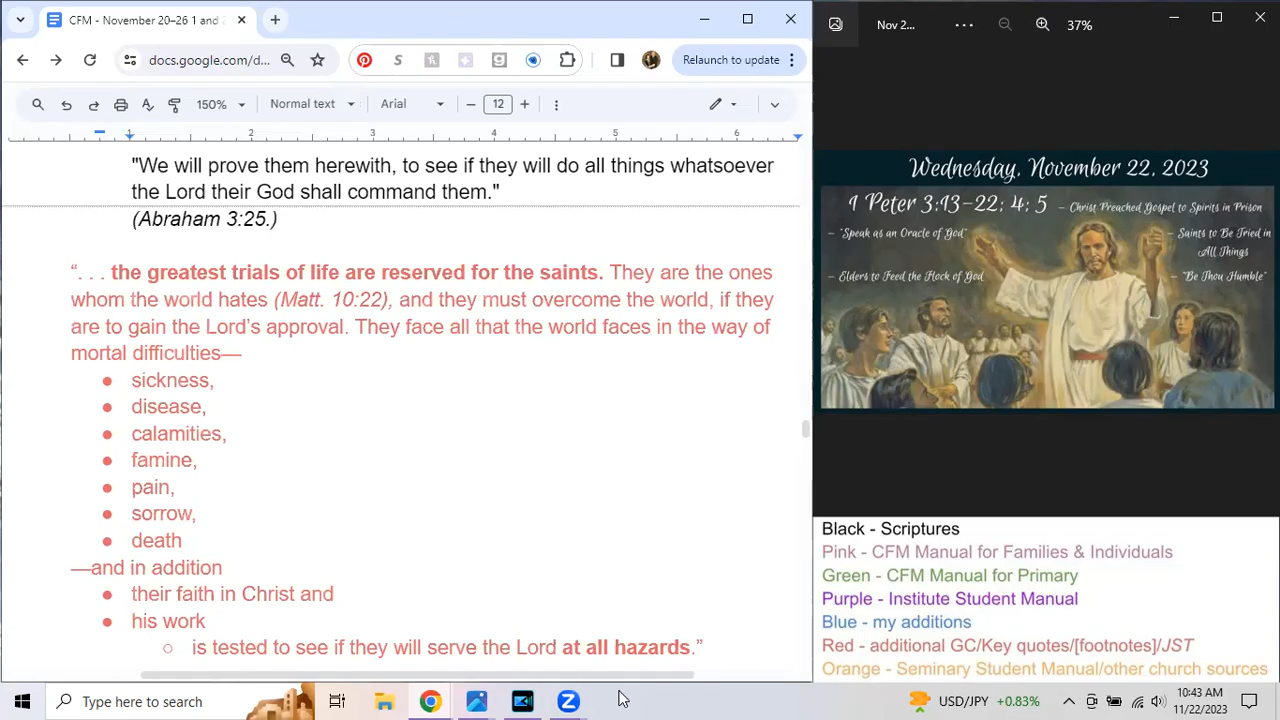 CFM - November 20–26 1 and 2
Nov 2...
37%
docs.google.com/d...
Relaunch to update
150%
Normal text
Arial
12
1
2
3
4
5
6
"We will prove them herewith, to see if they will do all things whatsoever
the Lord their God shall command them."
(Abraham 3:25.)
“. . . the greatest trials of life are reserved for the saints. They are the ones
whom the world hates (Matt. 10:22), and they must overcome the world, if they
are to gain the Lord’s approval. They face all that the world faces in the way of
mortal difficulties—
● sickness,
● disease,
● calamities,
● famine,
● pain,
● sorrow,
● death
—and in addition
● their faith in Christ and
● his work
○ is tested to see if they will serve the Lord at all hazards.”
Wednesday, November 22, 2023
1 Peter 3:13–22; 4; 5
– Christ Preached Gospel to Spirits in Prison
– "Speak as an Oracle of God"
– Saints to Be Tried in
All Things
– Elders to Feed the Flock of God
– "Be Thou Humble"
Black - Scriptures
Pink - CFM Manual for Families & Individuals
Green - CFM Manual for Primary
Purple - Institute Student Manual
Blue - my additions
Red - additional GC/Key quotes/[footnotes]/JST
Orange - Seminary Student Manual/other church sources
Type here to search
USD/JPY +0.83%
10:43 AM
11/22/2023